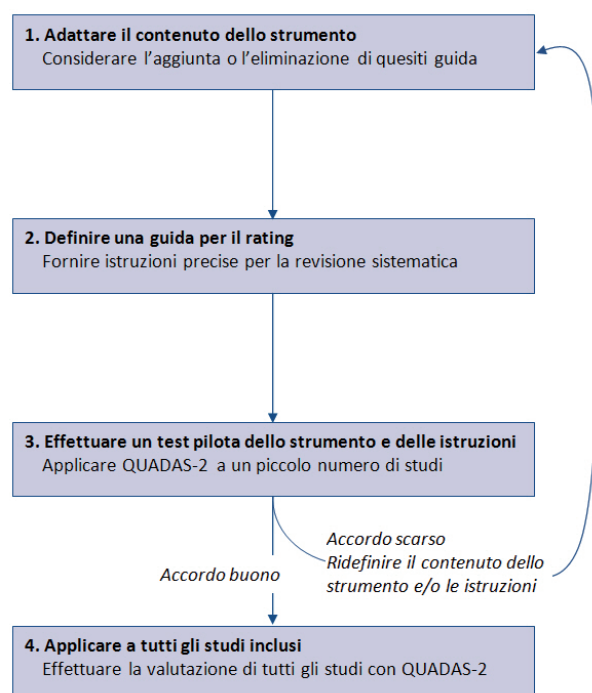 1. Adattare il contenuto dello strumento
Considerare l’aggiunta o l’eliminazione di quesiti guida
2. Definire una guida per il rating
Fornire istruzioni precise per la revisione sistematica
3. Effettuare un test pilota dello strumento e delle istruzioni
Applicare QUADAS-2 a un piccolo numero di studi
Accordo scarso
Ridefinire il contenuto dello
strumento e/o le istruzioni
Accordo buono
4. Applicare a tutti gli studi inclusi
Effettuare la valutazione di tutti gli studi con QUADAS-2